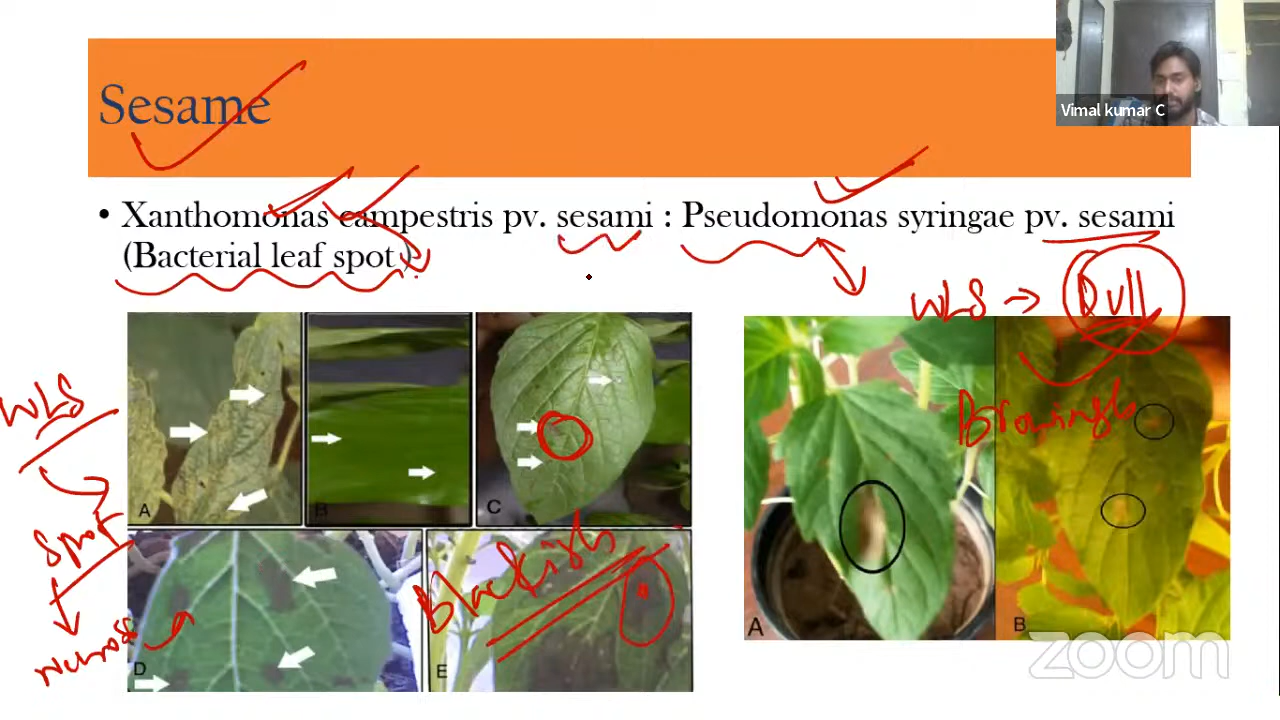 Sesame
Vimal kumar C
• Xanthomonas campestris pv. sesami : Pseudomonas syringae pv. sesami
(Bacterial leaf spot)
WLS → Dull
WLS
Spot
necrosis
Blackish
Brownish
A
B
C
D
E
A
B
zoom